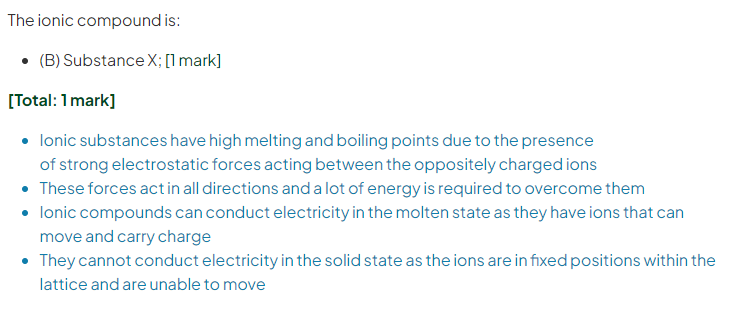 The ionic compound is:
• (B) Substance X; [1 mark]
[Total: 1 mark]
• Ionic substances have high melting and boiling points due to the presence
of strong electrostatic forces acting between the oppositely charged ions
• These forces act in all directions and a lot of energy is required to overcome them
• Ionic compounds can conduct electricity in the molten state as they have ions that can
move and carry charge
• They cannot conduct electricity in the solid state as the ions are in fixed positions within the
lattice and are unable to move